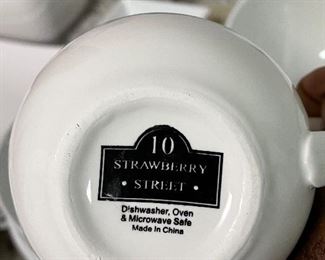 10
STRAWBERRY
• STREET •
Dishwasher, Oven
& Microwave Safe
Made In China